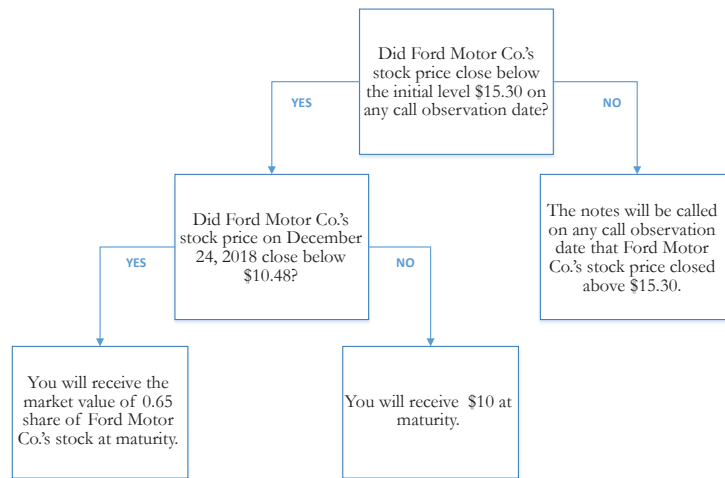 Did Ford Motor Co.'s
stock price close below
the initial level $15.30 on
any call observation date?
YES
NO
Did Ford Motor Co.'s
stock price on December
24, 2018 close below
$10.48?
The notes will be called
on any call observation
date that Ford Motor
Co.'s stock price closed
above $15.30.
YES
NO
You will receive the
market value of 0.65
share of Ford Motor
Co.'s stock at maturity.
You will receive $10 at
maturity.